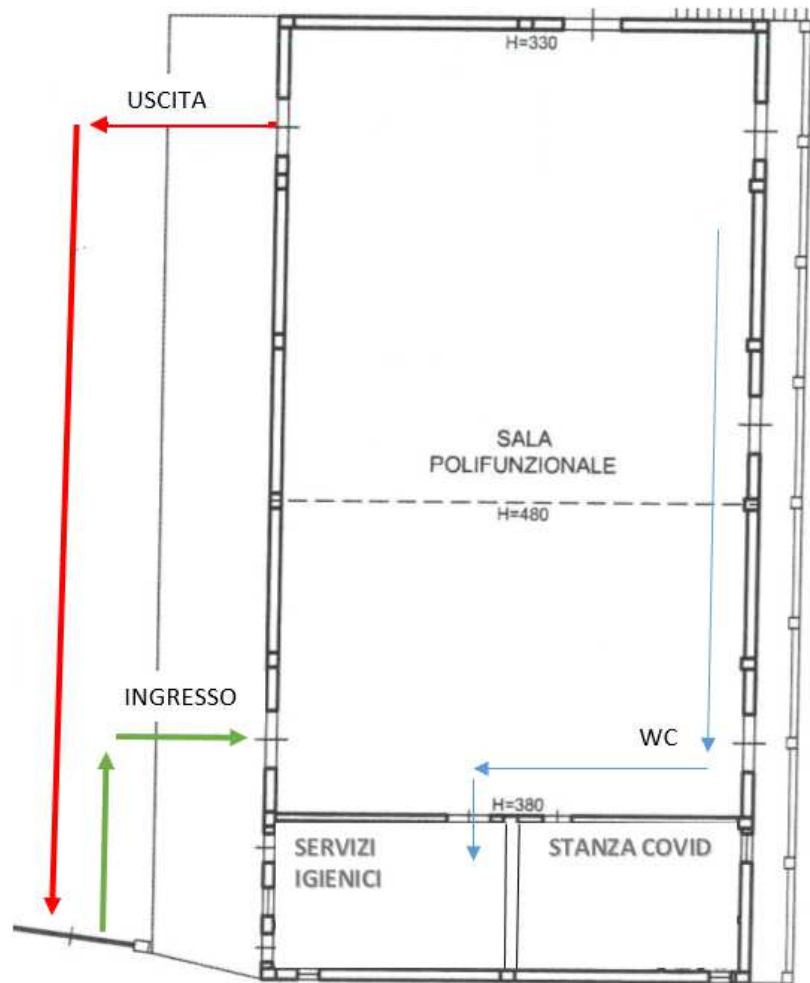 H=330
USCITA
SALA
POLIFUNZIONALE
H=480
INGRESSO
WC
H=380
SERVIZI
IGIENICI
STANZA COVID